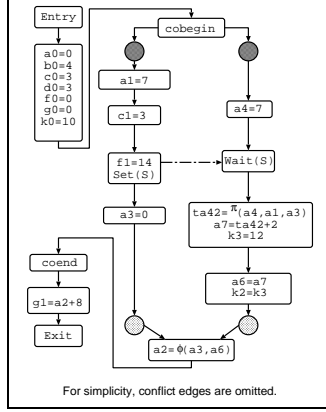 Entry
a0=0
b0=4
c0=3
d0=3
f0=0
g0=0
k0=10
cobegin
a1=7
c1=3
f1=14
Set(S)
a3=0
a4=7
Wait(S)
ta42=π(a4,a1,a3)
a7=ta42+2
k3=12
a6=a7
k2=k3
a2=ϕ(a3,a6)
coend
g1=a2+8
Exit
For simplicity, conflict edges are omitted.